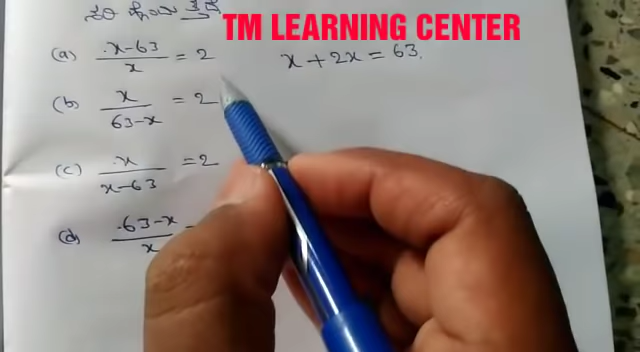 TM LEARNING CENTER
(a) x-63/x = 2
x + 2x = 63.
(b) x/63-x = 2
(c) x/x-63 = 2
(d) 63-x/x